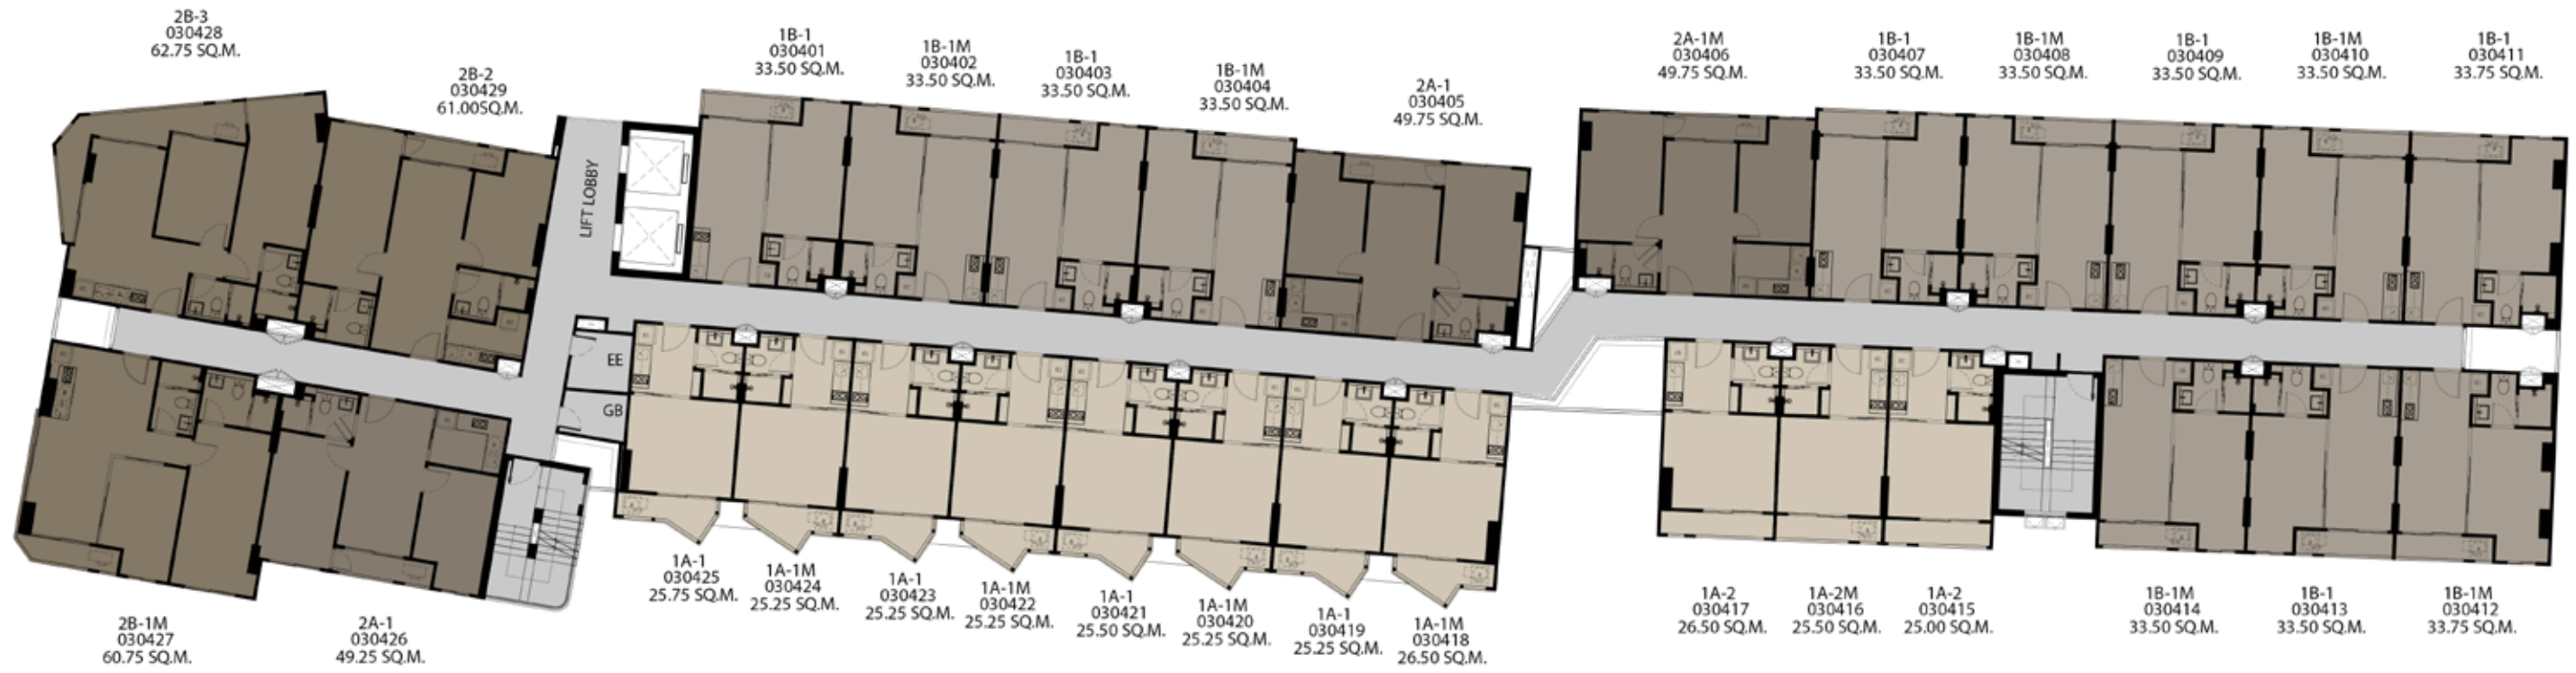 2B-3
030428
62.75 SQ.M.
2B-2
030429
61.00SQ.M.
1B-1
030401
33.50 SQ.M.
1B-1M
030402
33.50 SQ.M.
1B-1
030403
33.50 SQ.M.
1B-1M
030404
33.50 SQ.M.
2A-1
030405
49.75 SQ.M.
2A-1M
030406
49.75 SQ.M.
1B-1
030407
33.50 SQ.M.
1B-1M
030408
33.50 SQ.M.
1B-1
030409
33.50 SQ.M.
1B-1M
030410
33.50 SQ.M.
1B-1
030411
33.75 SQ.M.
LIFT LOBBY
EE
GB
2B-1M
030427
60.75 SQ.M.
2A-1
030426
49.25 SQ.M.
1A-1
030425
25.75 SQ.M.
1A-1M
030424
25.25 SQ.M.
1A-1
030423
25.25 SQ.M.
1A-1M
030422
25.25 SQ.M.
1A-1
030421
25.50 SQ.M.
1A-1M
030420
25.25 SQ.M.
1A-1
030419
25.25 SQ.M.
1A-1M
030418
26.50 SQ.M.
1A-2
030417
26.50 SQ.M.
1A-2M
030416
25.50 SQ.M.
1A-2
030415
25.00 SQ.M.
1B-1M
030414
33.50 SQ.M.
1B-1
030413
33.50 SQ.M.
1B-1M
030412
33.75 SQ.M.